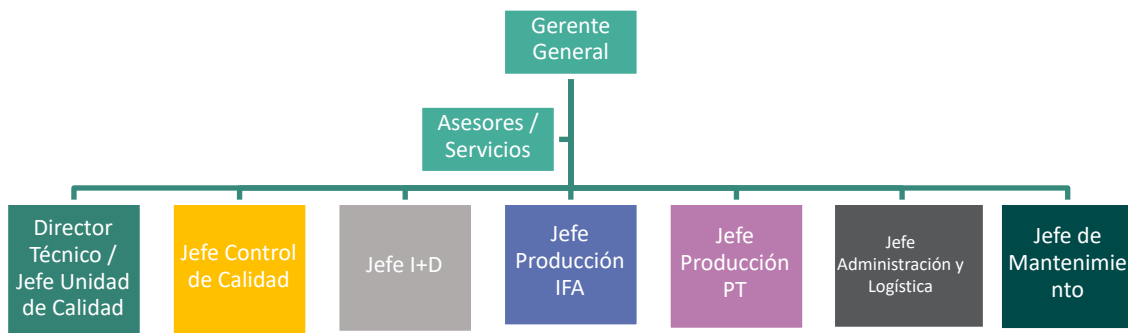 Gerente
General
Asesores /
Servicios
Director
Técnico /
Jefe Unidad
de Calidad
Jefe Control
de Calidad
Jefe I+D
Jefe
Producción
IFA
Jefe
Producción
PT
Jefe
Administración y
Logística
Jefe de
Mantenimie
nto